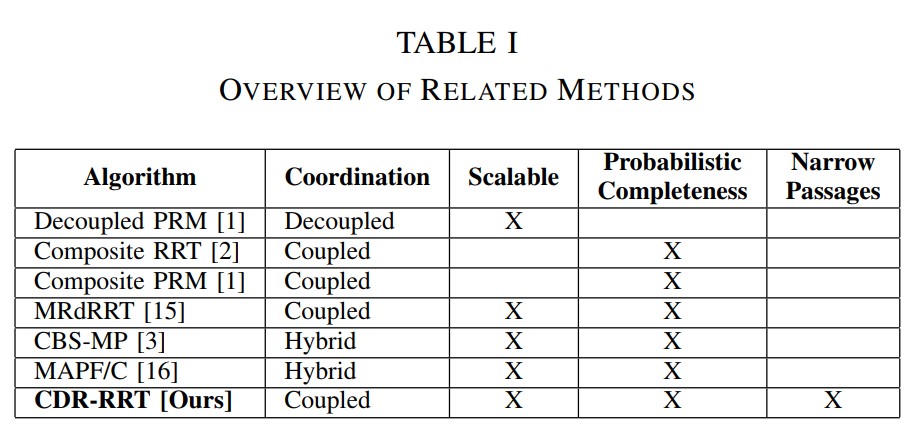 TABLE I
OVERVIEW OF RELATED METHODS
Algorithm Coordination Scalable Probabilistic Completeness Narrow Passages
Decoupled PRM [1] Decoupled X
Composite RRT [2] Coupled X
Composite PRM [1] Coupled X
MRdRRT [15] Coupled X X
CBS-MP [3] Hybrid X X
MAPF/C [16] Hybrid X X
CDR-RRT [Ours] Coupled X X X